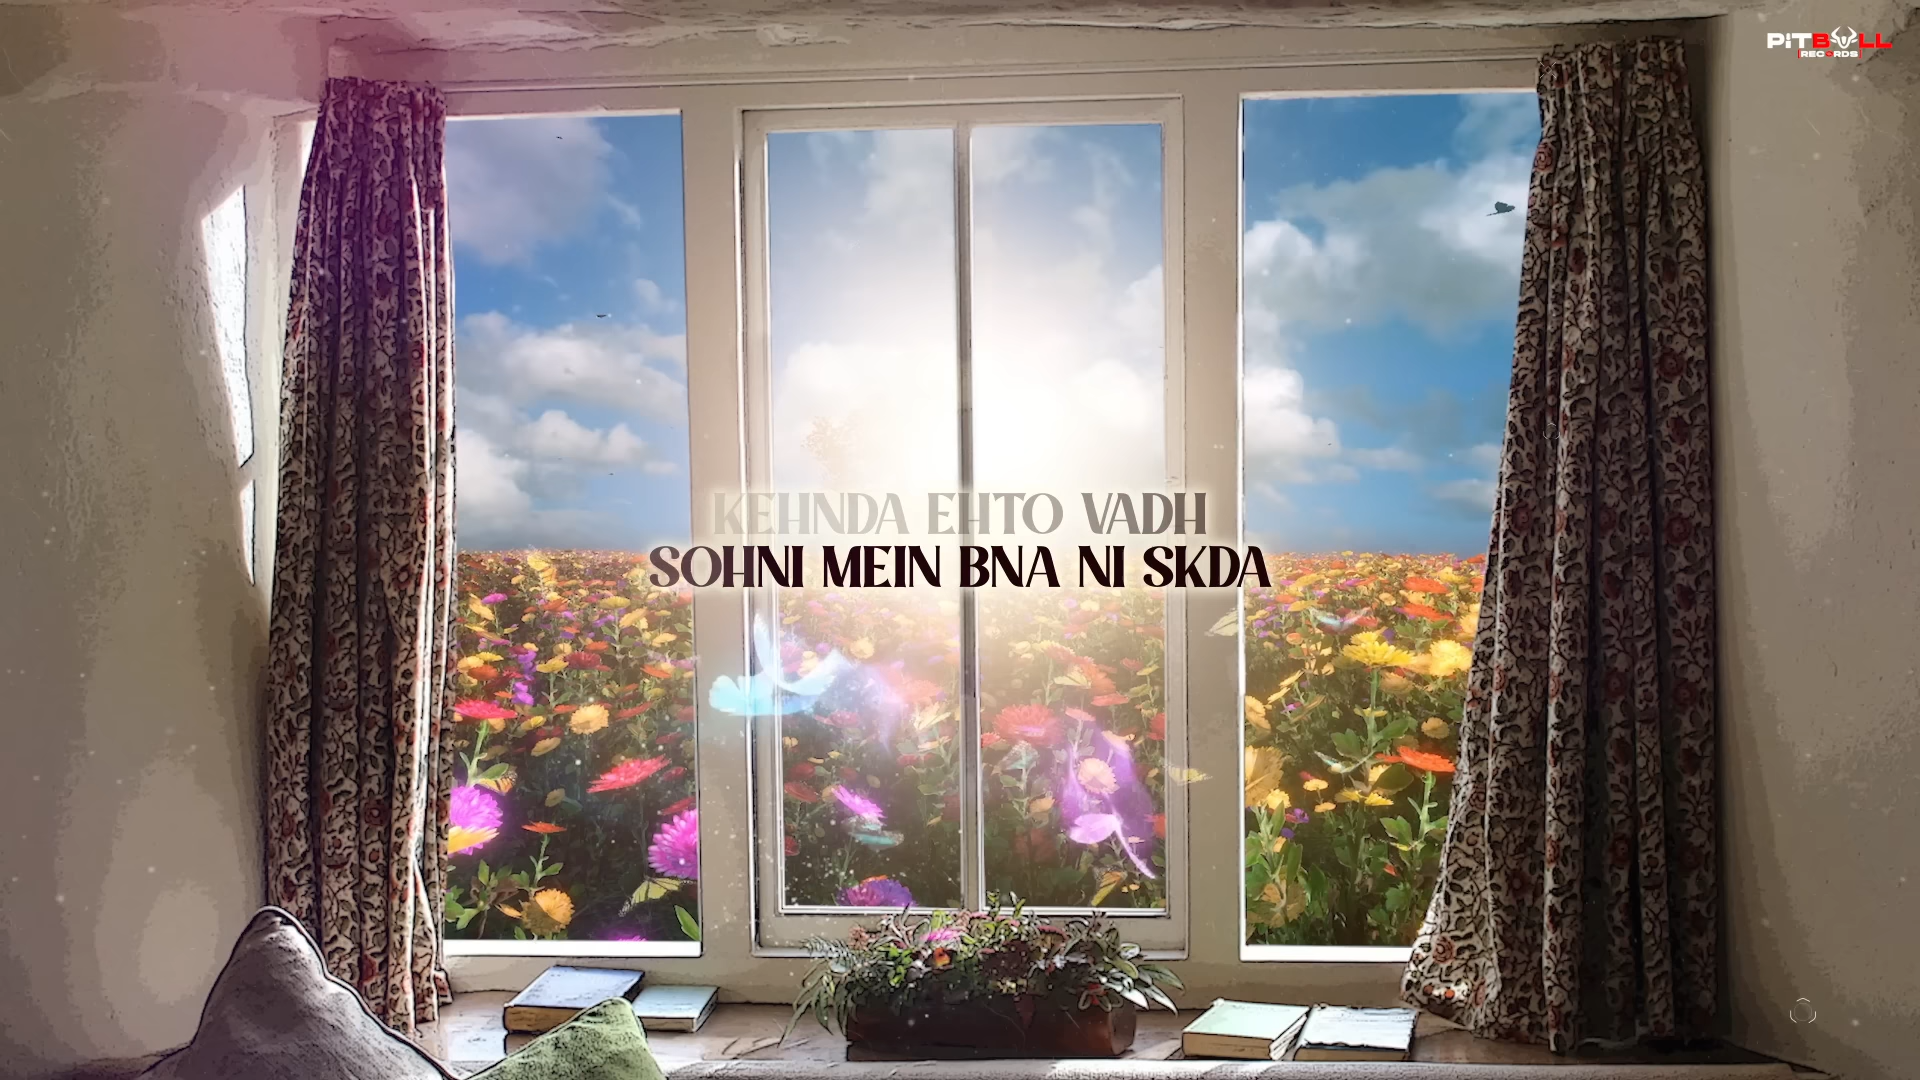 PITBULL
RECORDS
KEHNDA EHTO VADH
SOHNI MEIN BNA NI SKDA